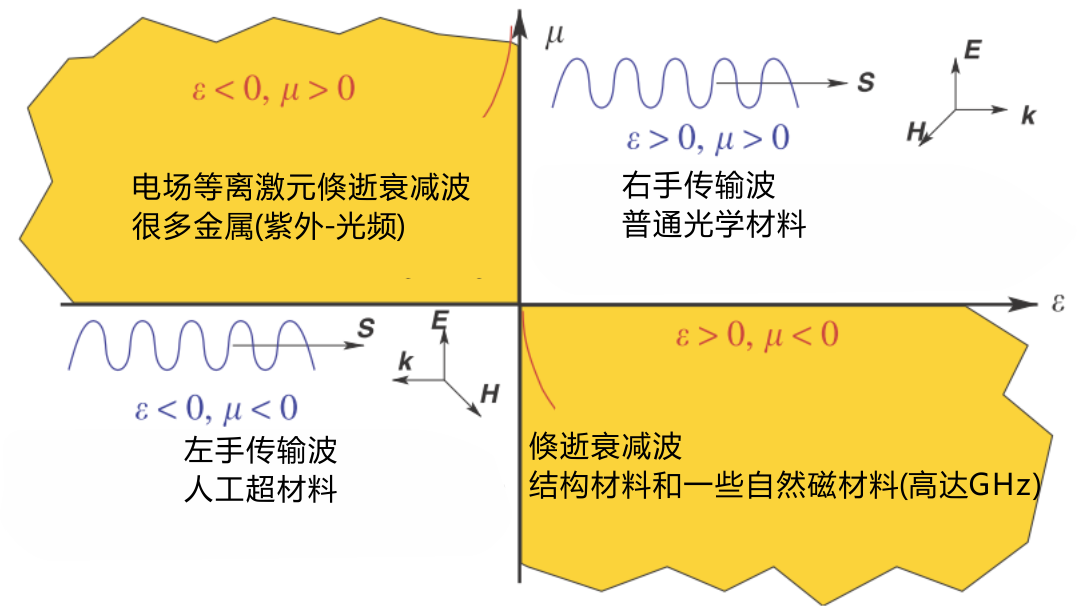 μ
ε < 0, μ > 0
S
E
k
H
ε > 0, μ > 0
电场等离激元倏逝衰减波
很多金属(紫外-光频)
右手传输波
普通光学材料
ε
S
E
k
H
ε > 0, μ < 0
ε < 0, μ < 0
左手传输波
人工超材料
倏逝衰减波
结构材料和一些自然磁材料(高达GHz)